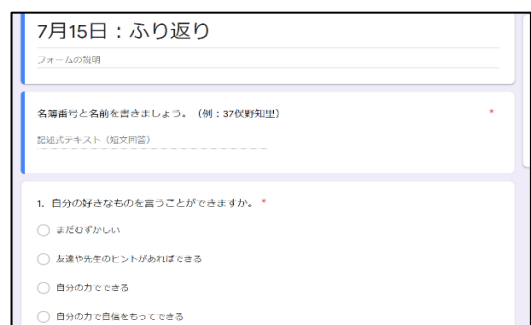 7月15日：ふり返り
フォームの説明
名簿番号と名前を書きましょう。（例：37俣野知里） *
記述式テキスト（短文回答）
1. 自分の好きなものを言うことができますか。 *
まだむずかしい
友達や先生のヒントがあればできる
自分の力でできる
自分の力で自信をもってできる